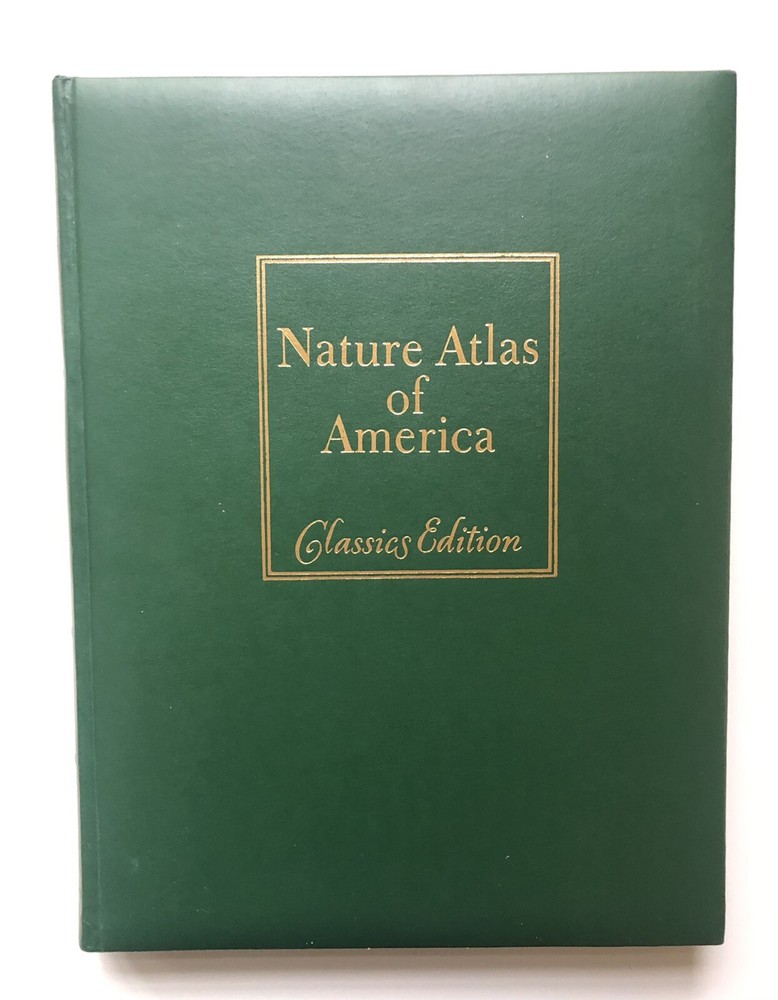 Nature Atlas
of
America
Classics Edition